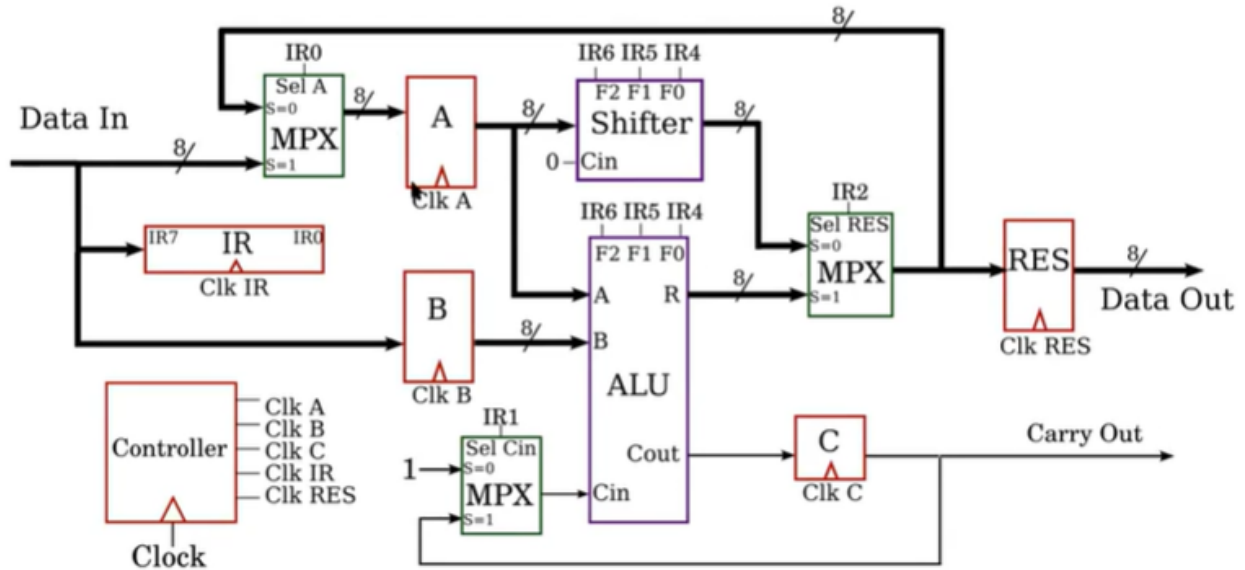 8/
IR0
IR6 IR5 IR4
Sel A
S=0
MPX
S=1
8/
A
Clk A
8/
F2 F1 F0
Shifter
0
Cin
8/
Data In
8/
IR7
IR
IR0
Clk IR
IR6 IR5 IR4
F2 F1 F0
A
R
B
ALU
Cout
Cin
8/
IR2
Sel RES
S=0
MPX
S=1
RES
Clk RES
8/
Data Out
B
Clk B
8/
Controller
Clk A
Clk B
Clk C
Clk IR
Clk RES
Clock
IR1
Sel Cin
1
S=0
MPX
S=1
C
Clk C
Carry Out